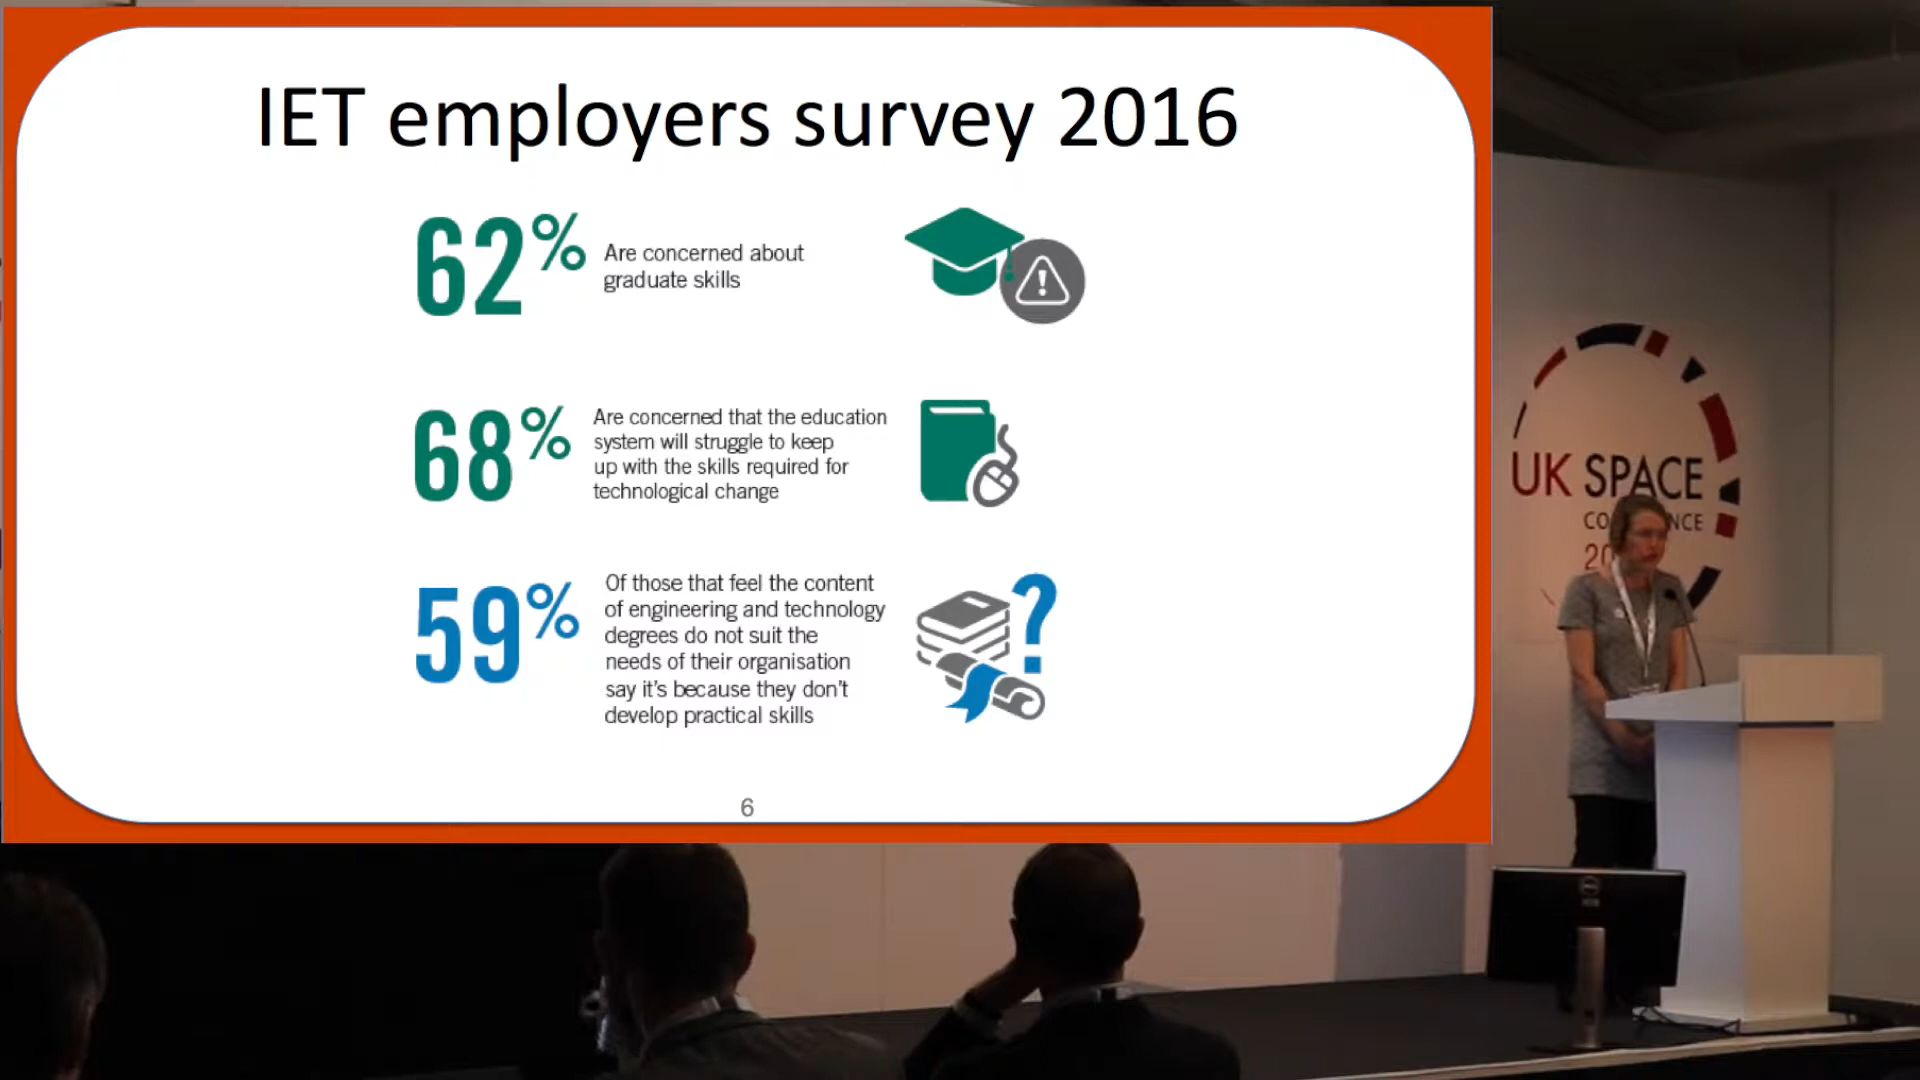 IET employers survey 2016
62%
Are concerned about
graduate skills
68%
Are concerned that the education
system will struggle to keep
up with the skills required for
technological change
59%
Of those that feel the content
of engineering and technology
degrees do not suit the
needs of their organisation
say it's because they don't
develop practical skills
6
UK SPACE